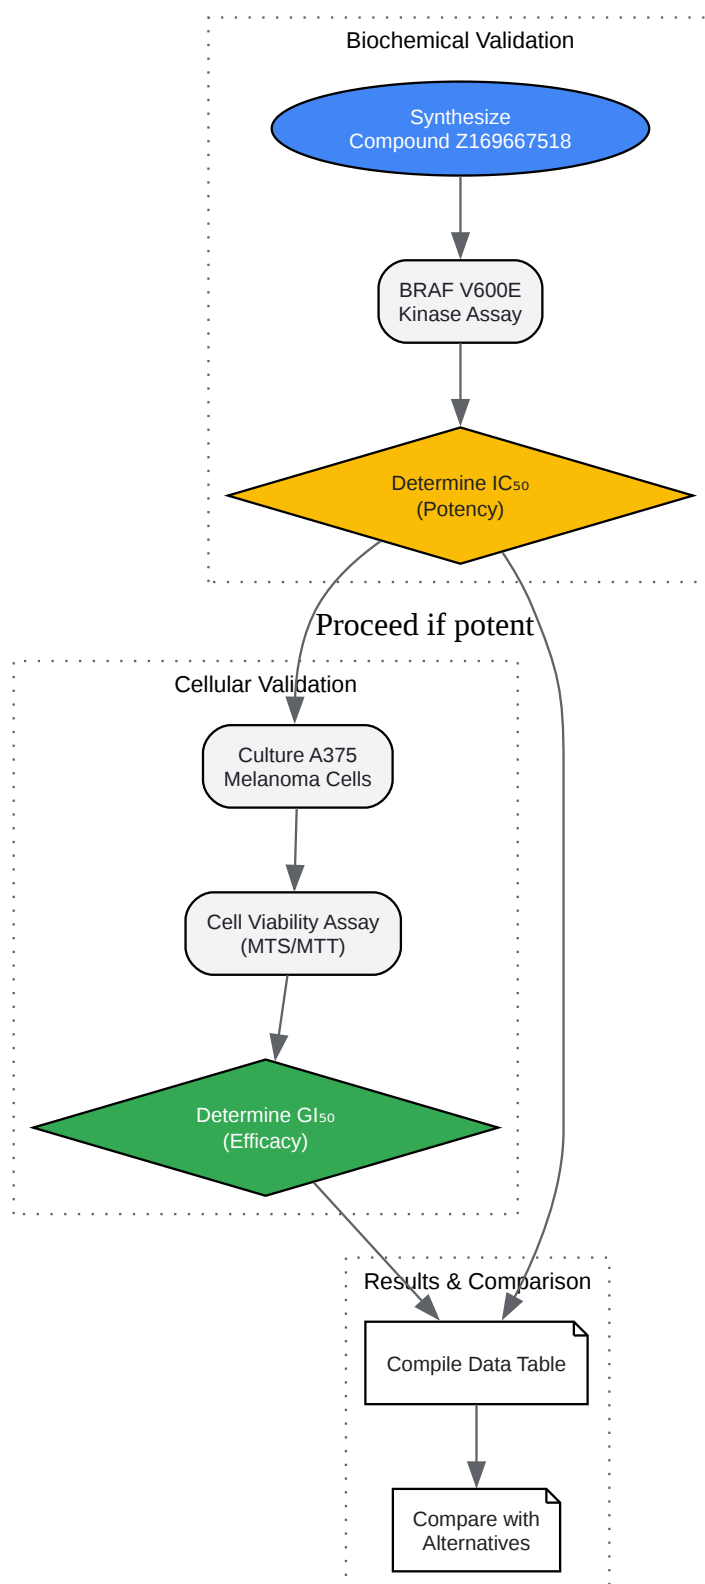 Biochemical Validation
Synthesize
Compound Z169667518
BRAF V600E
Kinase Assay
Determine IC₅₀
(Potency)
Proceed if potent
Cellular Validation
Culture A375
Melanoma Cells
Cell Viability Assay
(MTS/MTT)
Determine GI₅₀
(Efficacy)
Results & Comparison
Compile Data Table
Compare with
Alternatives